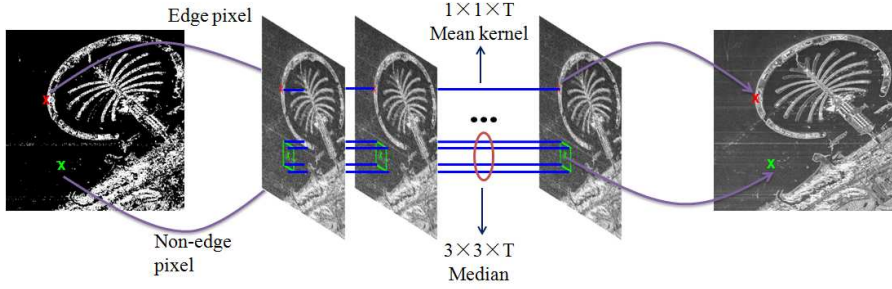 Edge pixel
1×1×T
Mean kernel
x
x
...
x
x
Non-edge
pixel
3×3×T
Median